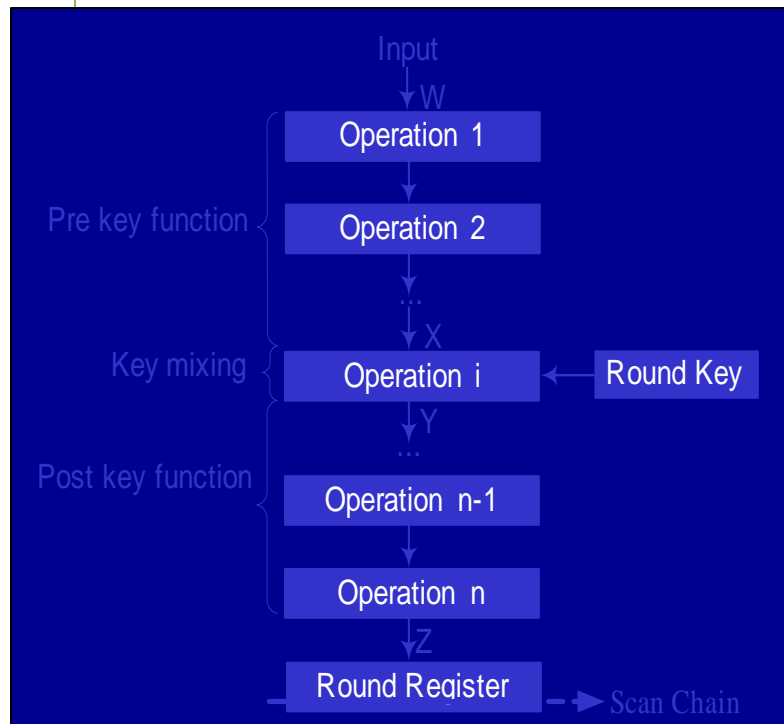 Input
W
Operation 1
Pre key function
Operation 2
...
X
Key mixing
Operation i
Round Key
Y
...
Post key function
Operation n-1
Operation n
Z
Round Register
Scan Chain